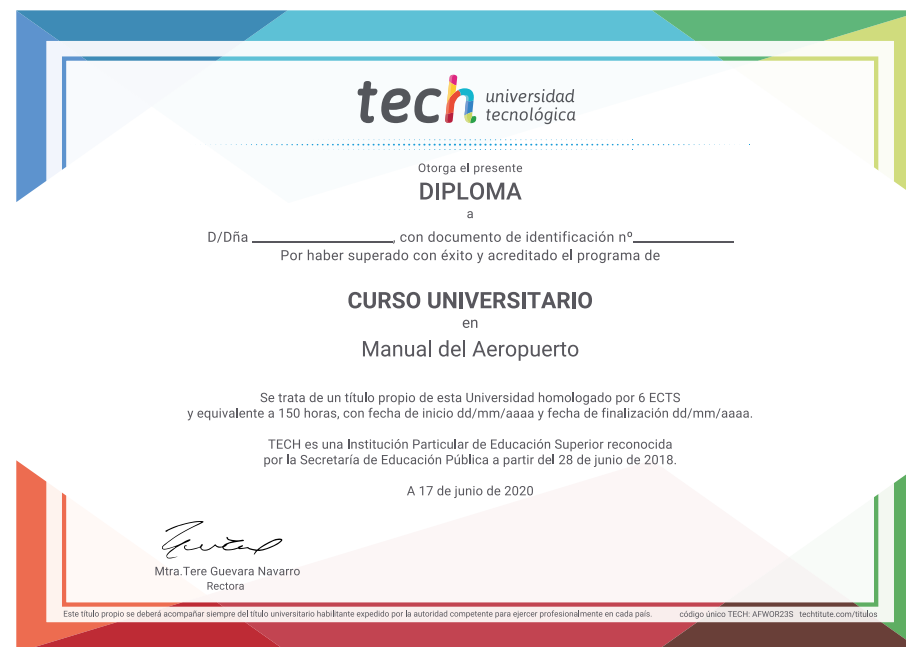 tech universidad
tecnológica
Otorga el presente
DIPLOMA
a
D/Dña ____________________, con documento de identificación nº______________
Por haber superado con éxito y acreditado el programa de
CURSO UNIVERSITARIO
en
Manual del Aeropuerto
Se trata de un título propio de esta Universidad homologado por 6 ECTS
y equivalente a 150 horas, con fecha de inicio dd/mm/aaaa y fecha de finalización dd/mm/aaaa.
TECH es una Institución Particular de Educación Superior reconocida
por la Secretaría de Educación Pública a partir del 28 de junio de 2018.
A 17 de junio de 2020
Mtra.Tere Guevara Navarro
Rectora
Este título propio se deberá acompañar siempre del título universitario habilitante expedido por la autoridad competente para ejercer profesionalmente en cada país. código único TECH: AFWOR23S techtitute.com/títulos